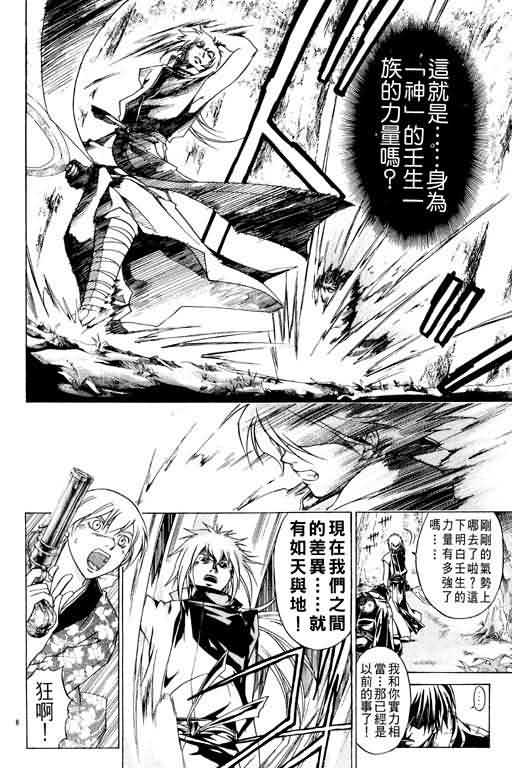 這就是……身為
「神」的壬生一
族的力量嗎？
剛剛的氣勢上
哪去了啦？這
下明白壬生的
力量有多強了
嗎……
…
我和你實力相
當…那已經是
以前的事了！
現在我們之間
的差異……就
有如天與地！
狂啊！